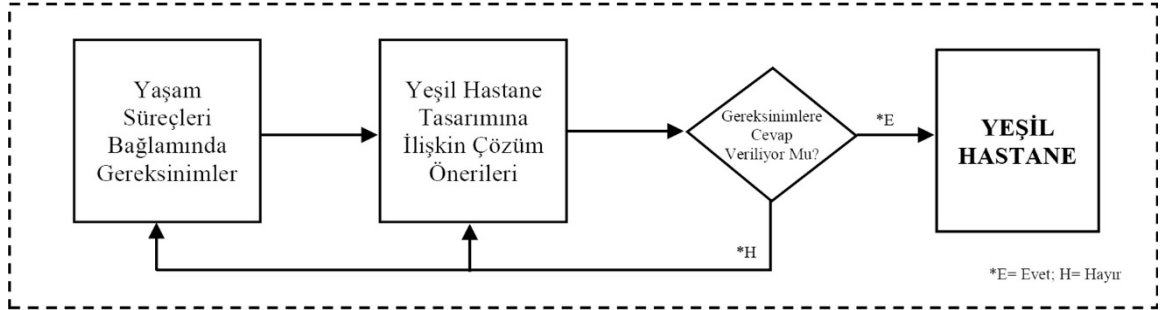 Yaşam
Süreçleri
Bağlamında
Gereksinimler
Yeşil Hastane
Tasarımına
İlişkin Çözüm
Önerileri
Gereksinimlere
Cevap
Veriliyor Mu?
*E
YEŞİL
HASTANE
*H
*E= Evet; H= Hayır